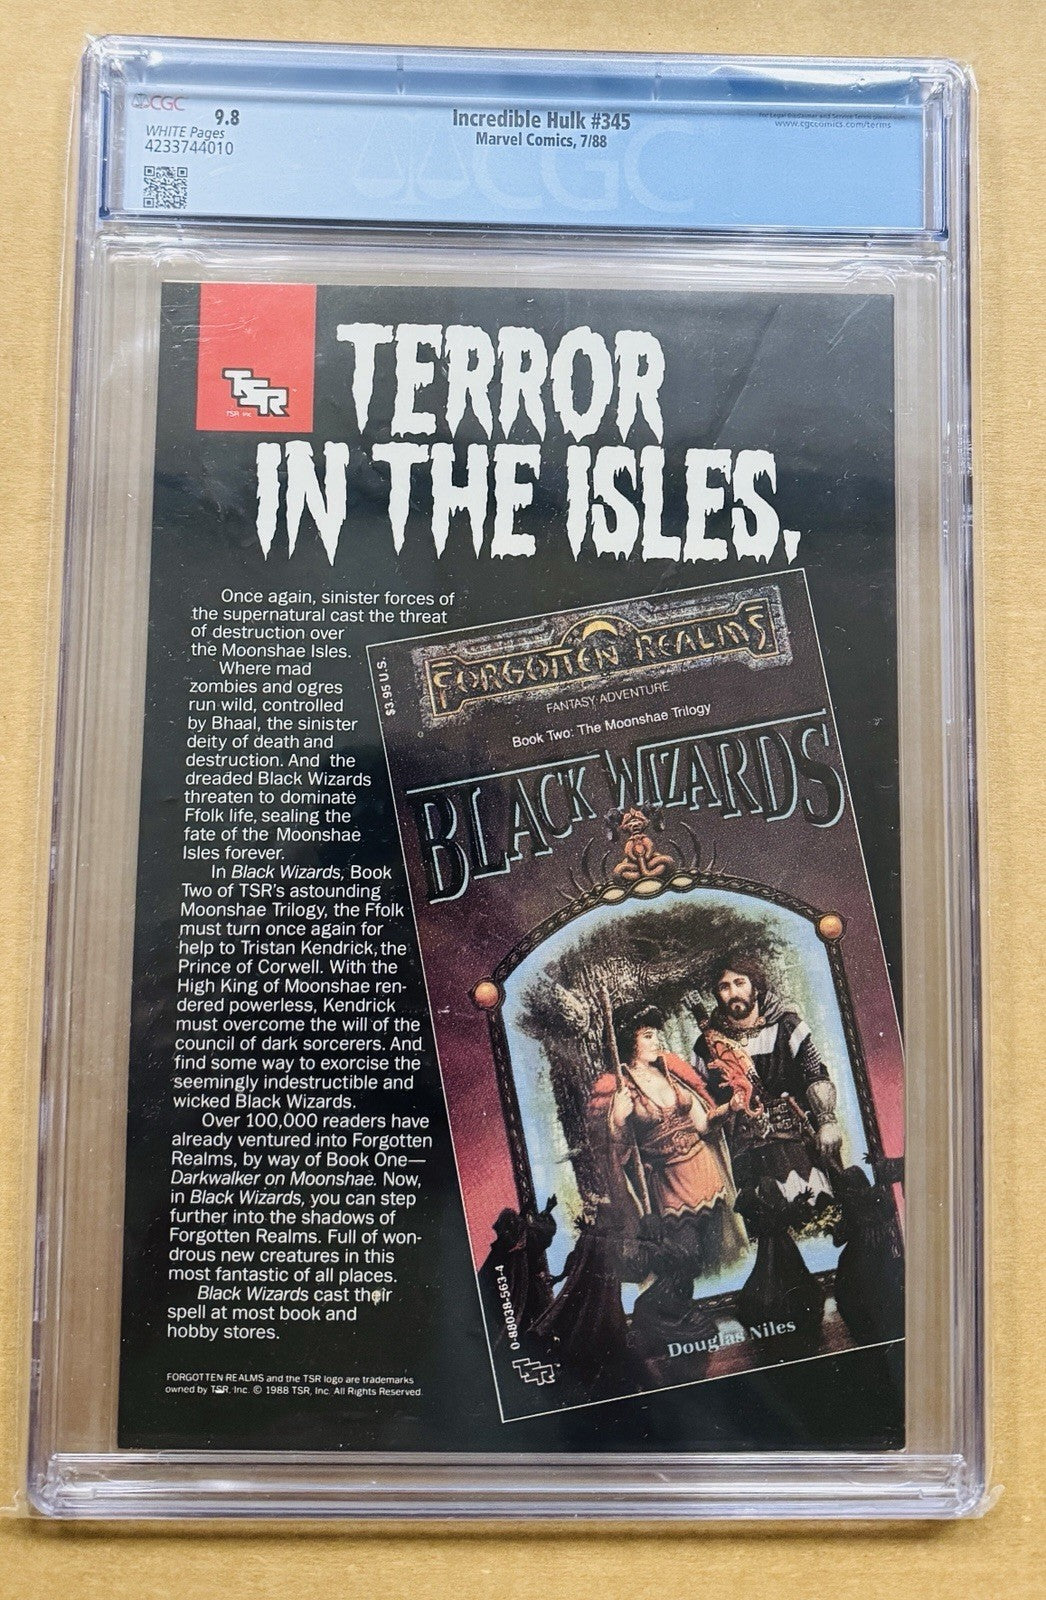 CGC
9.8
WHITE Pages
4233744010
Incredible Hulk #345
Marvel Comics, 7/88
For Legal Disclaimer and Service Terms please see:
www.cgccomics.com/terms
CGC
TSR
TSR, Inc.
TERROR
IN THE ISLES.
Once again, sinister forces of
the supernatural cast the threat
of destruction over
the Moonshae Isles.
Where mad
zombies and ogres
run wild, controlled
by Bhaal, the sinister
deity of death and
destruction. And the
dreaded Black Wizards
threaten to dominate
Ffolk life, sealing the
fate of the Moonshae
Isles forever.
In Black Wizards, Book
Two of TSR's astounding
Moonshae Trilogy, the Ffolk
must turn once again for
help to Tristan Kendrick, the
Prince of Corwell. With the
High King of Moonshae ren-
dered powerless, Kendrick
must overcome the will of the
council of dark sorcerers. And
find some way to exorcise the
seemingly indestructible and
wicked Black Wizards.
Over 100,000 readers have
already ventured into Forgotten
Realms, by way of Book One—
Darkwalker on Moonshae. Now,
in Black Wizards, you can step
further into the shadows of
Forgotten Realms. Full of won-
drous new creatures in this
most fantastic of all places.
Black Wizards cast their
spell at most book and
hobby stores.
FORGOTTEN REALMS and the TSR logo are trademarks
owned by TSR, Inc. © 1988 TSR, Inc. All Rights Reserved.
$3.95 U.S.
FORGOTTEN REALMS
FANTASY ADVENTURE
Book Two: The Moonshae Trilogy
BLACK WIZARDS
0-88038-563-4
TSR
Douglas Niles